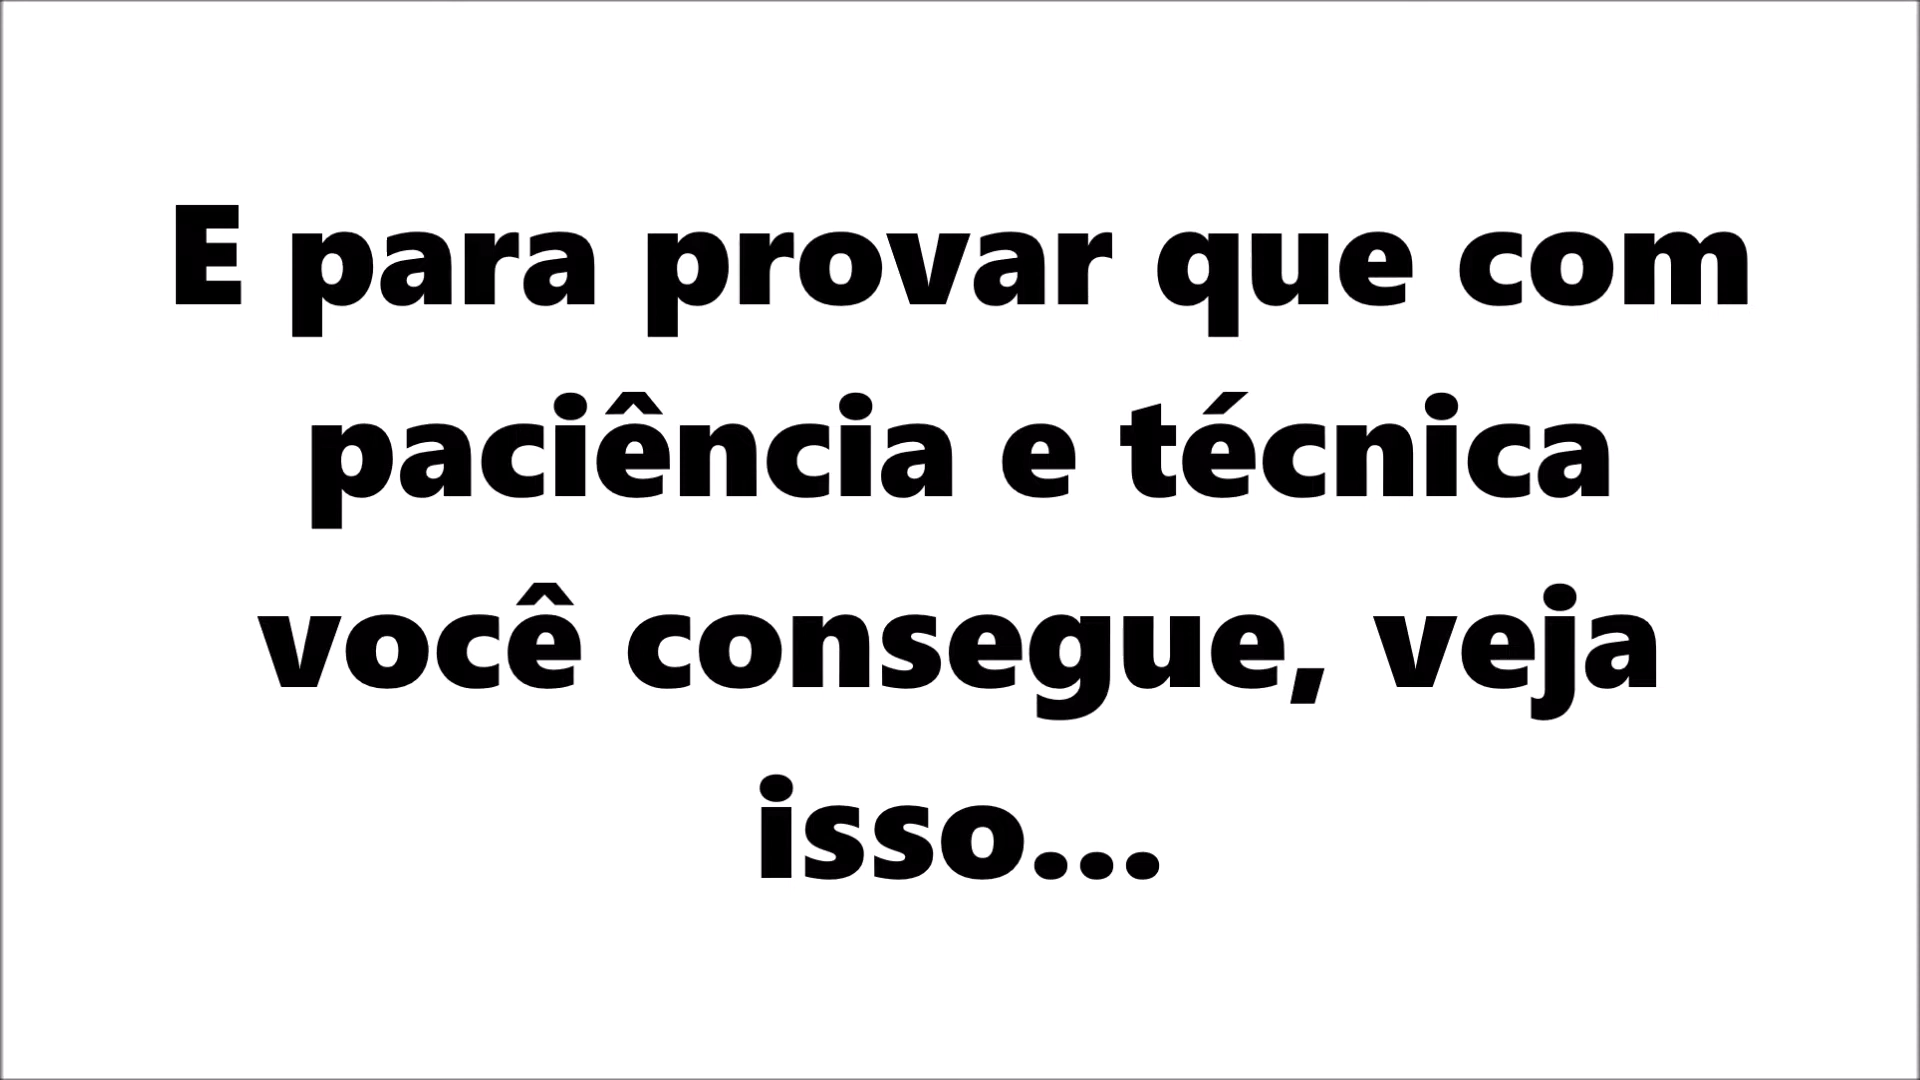 E para provar que com
paciência e técnica
você consegue, veja
isso...